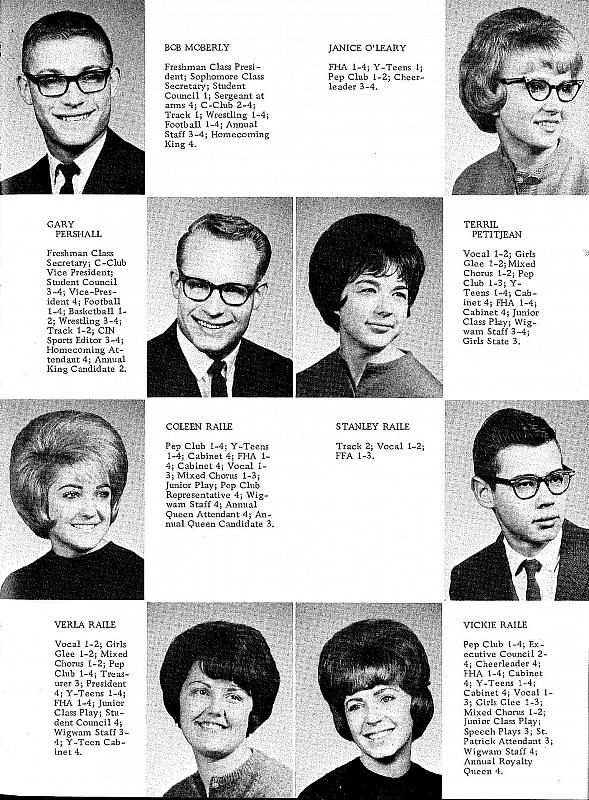 BOB MOBERLY
Freshman Class Presi-
dent; Sophomore Class
Secretary; Student
Council 1; Sergeant at
arms 4; C-Club 2-4;
Track 1; Wrestling 1-4;
Football 1-4; Annual
Staff 3-4; Homecoming
King 4.
JANICE O'LEARY
FHA 1-4; Y-Teens 1;
Pep Club 1-2; Cheer-
leader 3-4.
GARY
PERSHALL
Freshman Class
Secretary; C-Club
Vice President;
Student Council
3-4; Vice-Pres-
ident 4; Football
1-4; Basketball 1-
2; Wrestling 3-4;
Track 1-2; CIN
Sports Editor 3-4;
Homecoming At-
tendant 4; Annual
King Candidate 2.
TERRIL
PETITJEAN
Vocal 1-2; Girls
Glee 1-2; Mixed
Chorus 1-2; Pep
Club 1-3; Y-
Teens 1-4; Cab-
inet 4; FHA 1-4;
Cabinet 4; Junior
Class Play; Wig-
wam Staff 3-4;
Girls State 3.
COLEEN RAILE
Pep Club 1-4; Y-Teens
1-4; Cabinet 4; FHA 1-
4; Cabinet 4; Vocal 1-
3; Mixed Chorus 1-3;
Junior Play; Pep Club
Representative 4; Wig-
wam Staff 4; Annual
Queen Attendant 4; An-
nual Queen Candidate 3.
STANLEY RAILE
Track 2; Vocal 1-2;
FFA 1-3.
VERLA RAILE
Vocal 1-2; Girls
Glee 1-2; Mixed
Chorus 1-2; Pep
Club 1-4; Treas-
urer 3; President
4; Y-Teens 1-4;
FHA 1-4; Junior
Class Play; Stu-
dent Council 4;
Wigwam Staff 3-
4; Y-Teen Cab-
inet 4.
VICKIE RAILE
Pep Club 1-4; Ex-
ecutive Council 2-
4; Cheerleader 4;
FHA 1-4; Cabinet
4; Y-Teens 1-4;
Cabinet 4; Vocal 1-
3; Girls Glee 1-3;
Mixed Chorus 1-2;
Junior Class Play;
Speech Plays 3; St.
Patrick Attendant 3;
Wigwam Staff 4;
Annual Royalty
Queen 4.